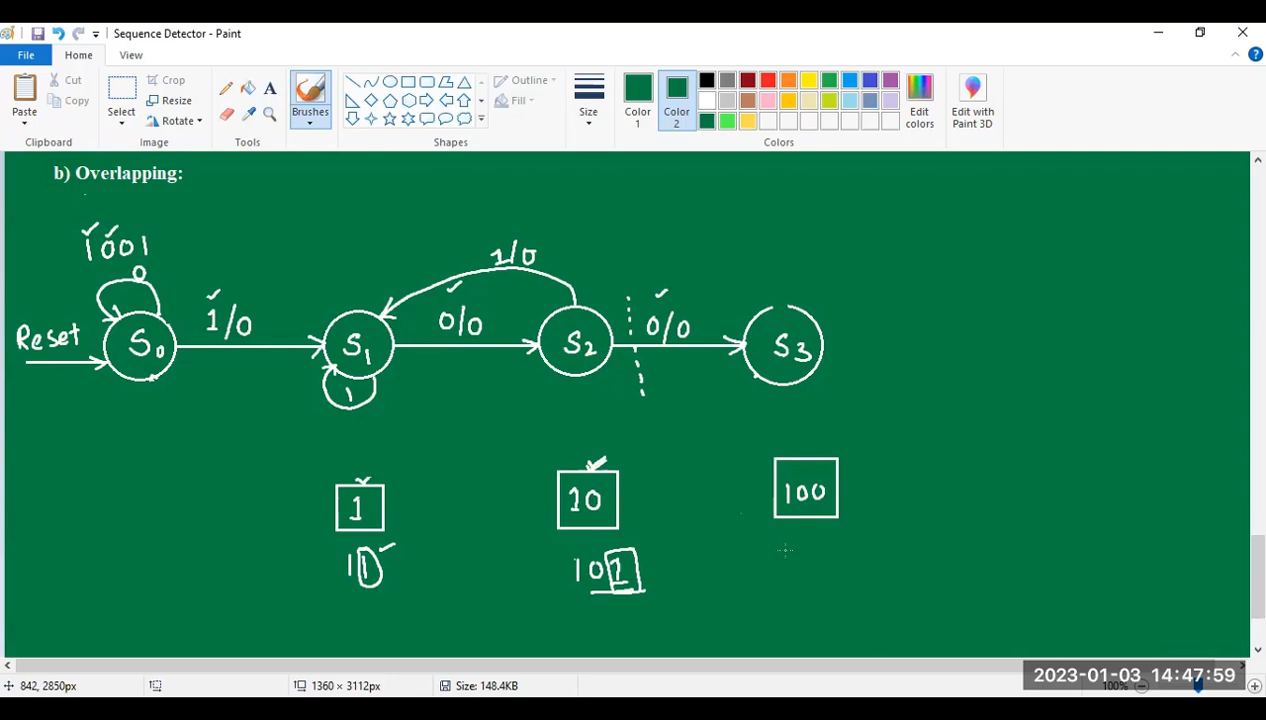 Sequence Detector - Paint
File Home View
Paste Select Crop Resize Rotate Brushes Outline Fill Size Color 1 Color 2 Edit colors Edit with Paint 3D
Cut
Copy
Clipboard Image Tools Shapes Colors
b) Overlapping:
1001
0
1/0
Reset S0 1/0 S1 0/0 S2 0/0 S3
1
1 10 100
11 101
2023-01-03 14:47:59
842, 2850px 1360 × 3112px Size: 148.4KB 100%